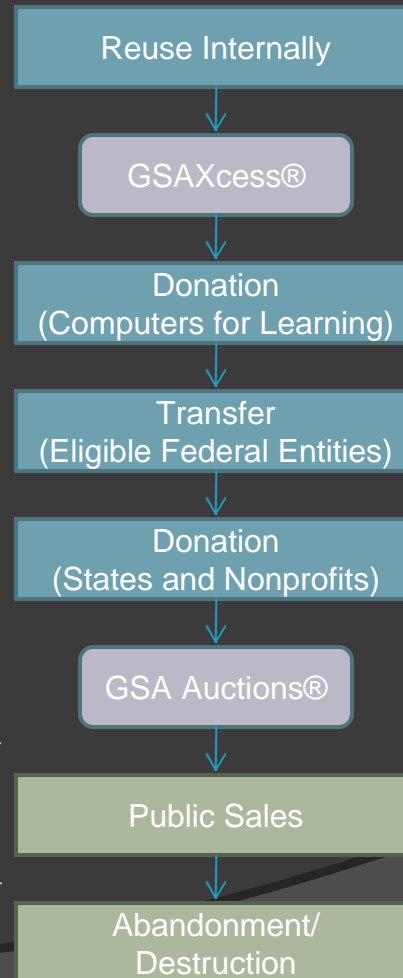 Reuse Internally
GSAXcess®
Donation
(Computers for Learning)
Transfer
(Eligible Federal Entities)
Donation
(States and Nonprofits)
GSA Auctions®
Public Sales
Abandonment/
Destruction